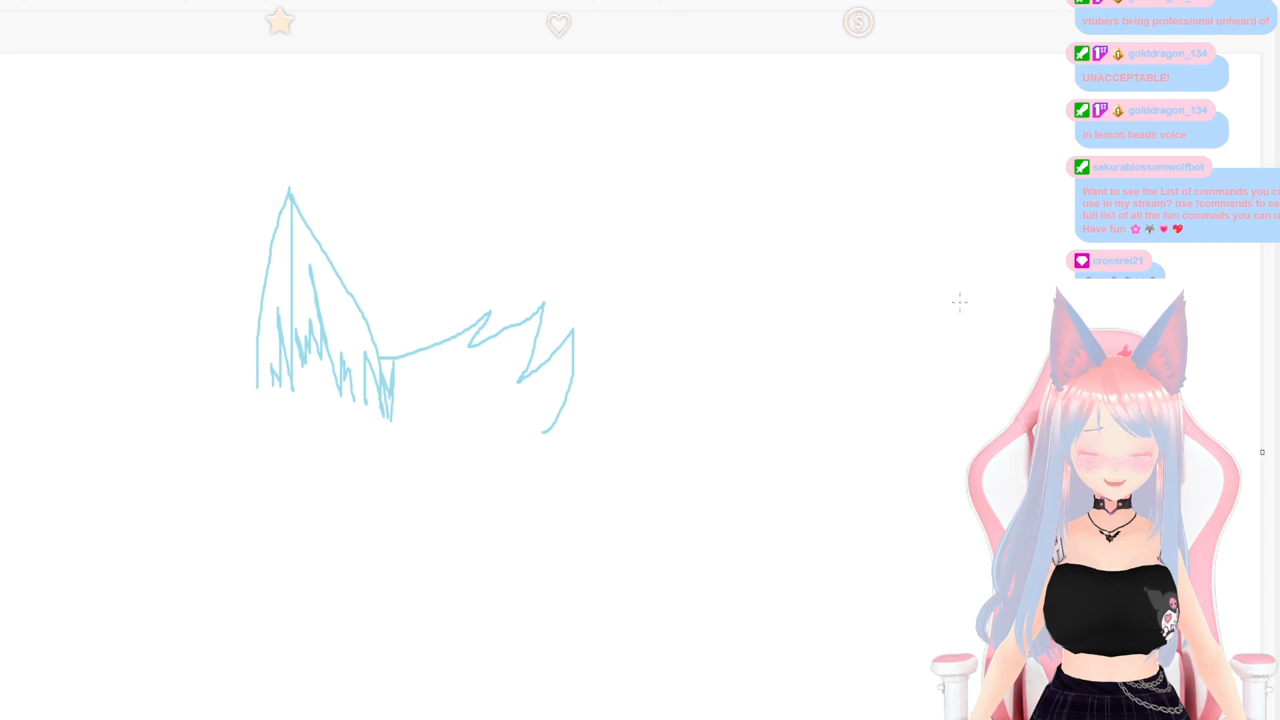 vtubers being professional unheard of
golddragon_134
UNACCEPTABLE!
golddragon_134
in lemon heads voice
sakurablossomwolfbot
Want to see the List of commands you
use in my stream? use !commands to
full list of all the fun commads you can
Have fun
crossrei21